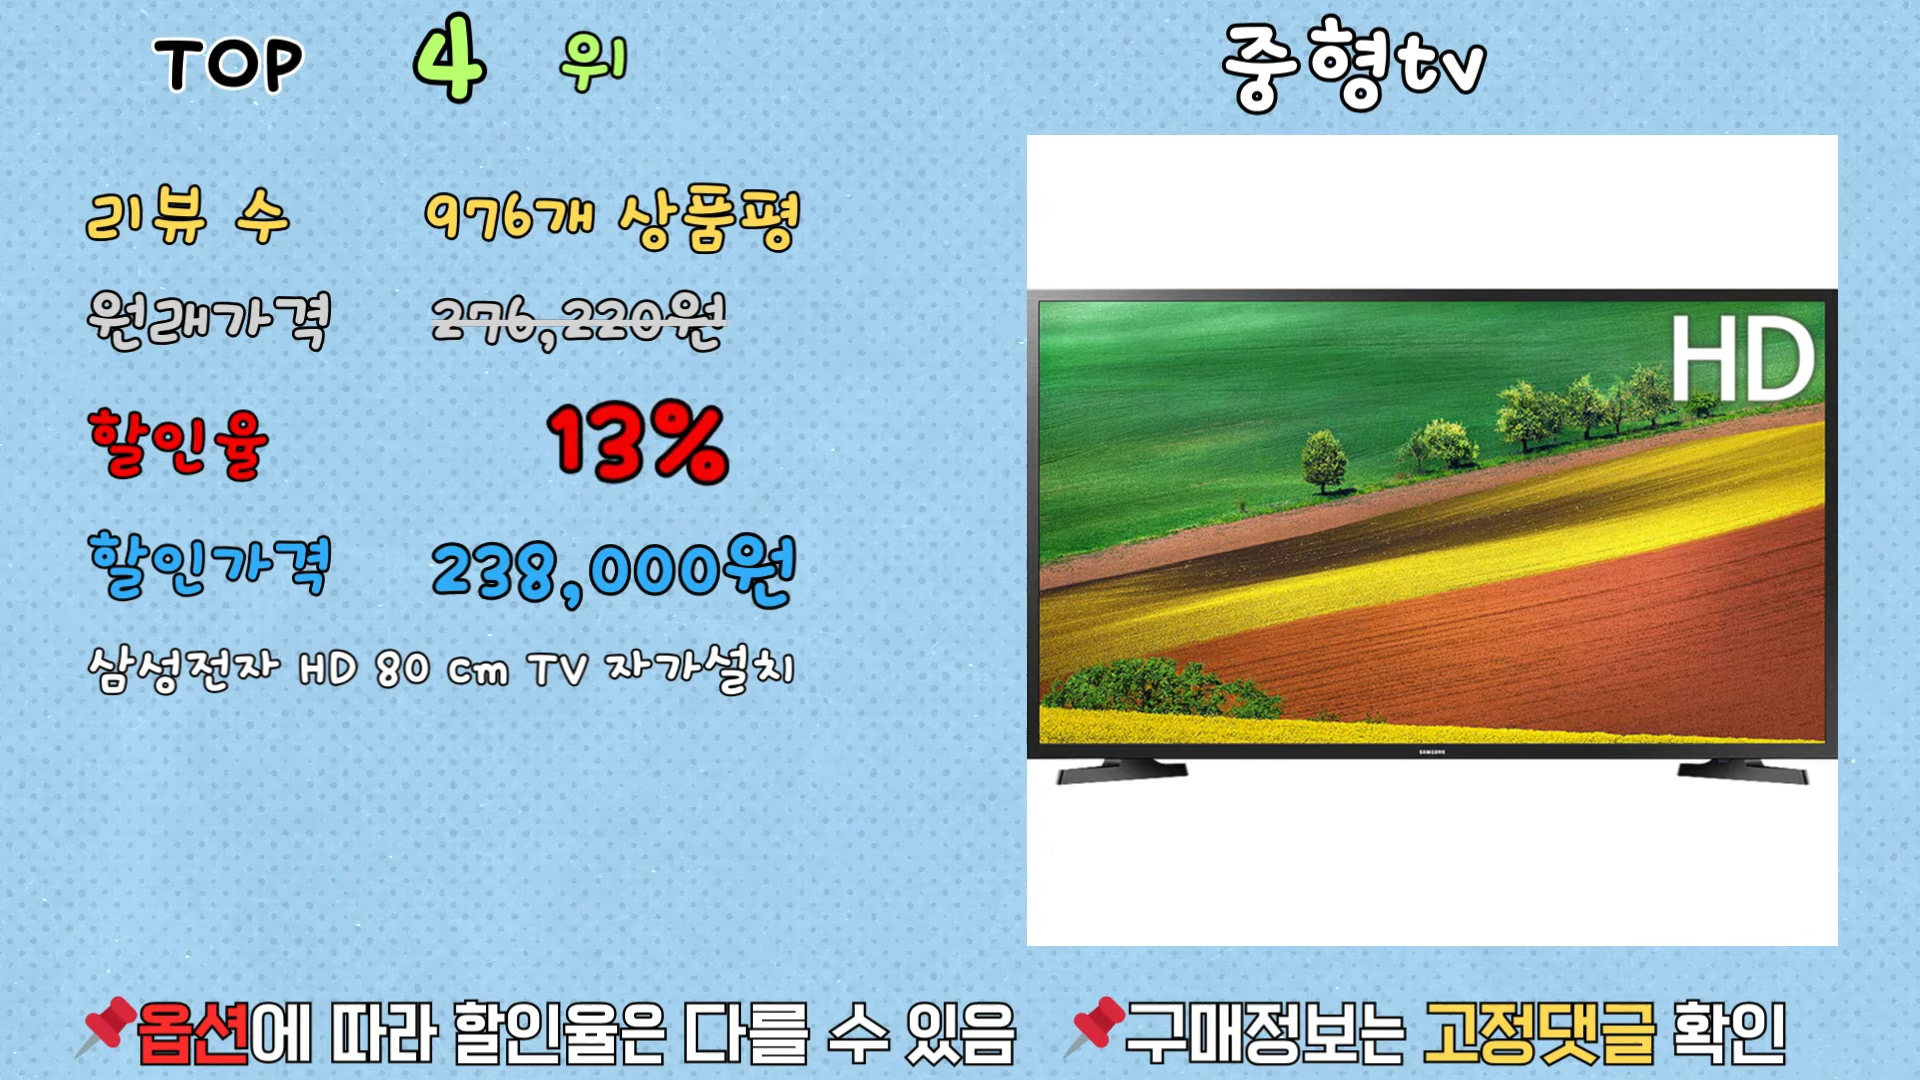 TOP 4 위
중형tv
리뷰 수 976개 상품평
원래가격 276,220원
할인율 13%
할인가격 238,000원
삼성전자 HD 80 cm TV 자가설치
HD
SAMSUNG
옵션에 따라 할인율은 다를 수 있음
구매정보는 고정댓글 확인